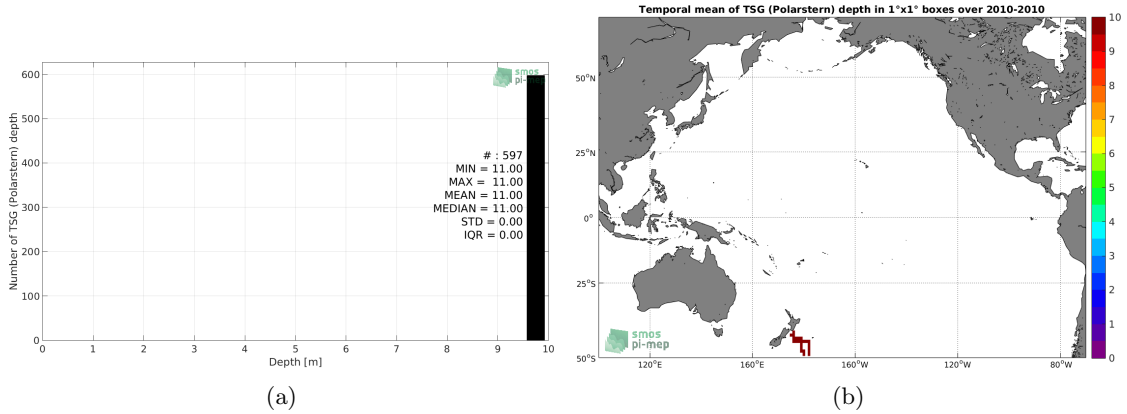 600
500
400
300
200
100
0
Number of TSG (Polarstern) depth
smos
pi-mep
# : 597
MIN = 11.00
MAX = 11.00
MEAN = 11.00
MEDIAN = 11.00
STD = 0.00
IQR = 0.00
0 1 2 3 4 5 6 7 8 9 10
Depth [m]
(a)
Temporal mean of TSG (Polarstern) depth in 1°x1° boxes over 2010-2010
50°N
25°N
0°
25°S
50°S
smos
pi-mep
120°E 160°E 160°W 120°W 80°W
10
9
8
7
6
5
4
3
2
1
0
(b)